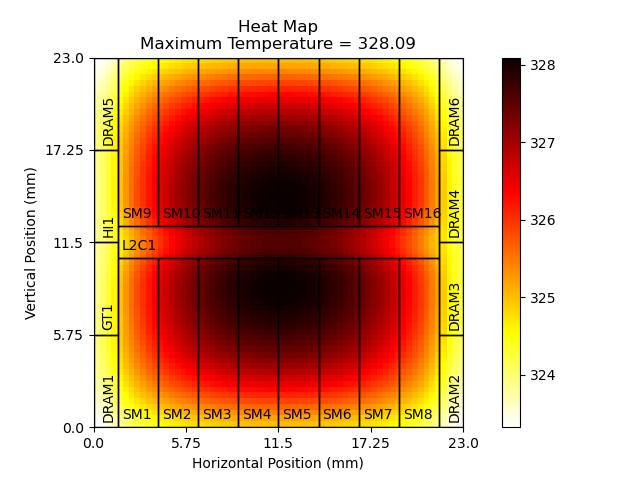 Heat Map
Maximum Temperature = 328.09
23.0
17.25
11.5
5.75
0.0
Vertical Position (mm)
DRAM5
HI1
GT1
DRAM1
SM9 SM10 SM11 SM12 SM13 SM14 SM15 SM16
L2C1
SM1 SM2 SM3 SM4 SM5 SM6 SM7 SM8
DRAM6
DRAM4
DRAM3
DRAM2
0.0 5.75 11.5 17.25 23.0
Horizontal Position (mm)
328
327
326
325
324